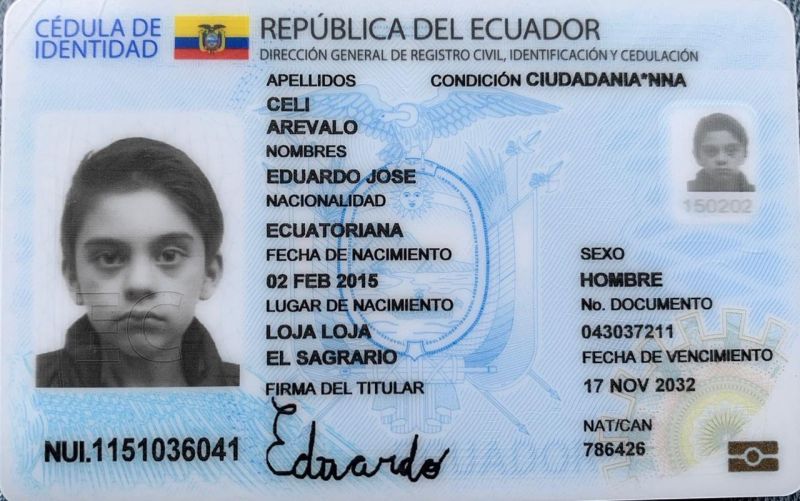 CÉDULA DE
IDENTIDAD
REPÚBLICA DEL ECUADOR
DIRECCIÓN GENERAL DE REGISTRO CIVIL, IDENTIFICACIÓN Y CEDULACIÓN
APELLIDOS
CONDICIÓN CIUDADANIA*NNA
CELI
AREVALO
NOMBRES
EDUARDO JOSE
NACIONALIDAD
ECUATORIANA
FECHA DE NACIMIENTO
02 FEB 2015
LUGAR DE NACIMIENTO
LOJA LOJA
EL SAGRARIO
FIRMA DEL TITULAR
Eduardo
150202
SEXO
HOMBRE
No. DOCUMENTO
043037211
FECHA DE VENCIMIENTO
17 NOV 2032
NAT/CAN
786426
NUI.1151036041
EC
ECUADOR